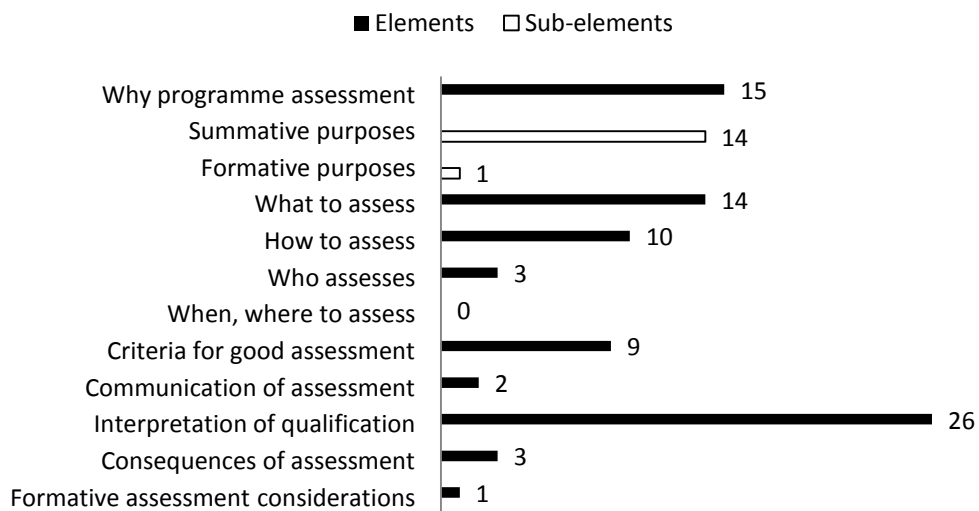 Elements Sub-elements
Why programme assessment 15
Summative purposes 14
Formative purposes 1
What to assess 14
How to assess 10
Who assesses 3
When, where to assess 0
Criteria for good assessment 9
Communication of assessment 2
Interpretation of qualification 26
Consequences of assessment 3
Formative assessment considerations 1